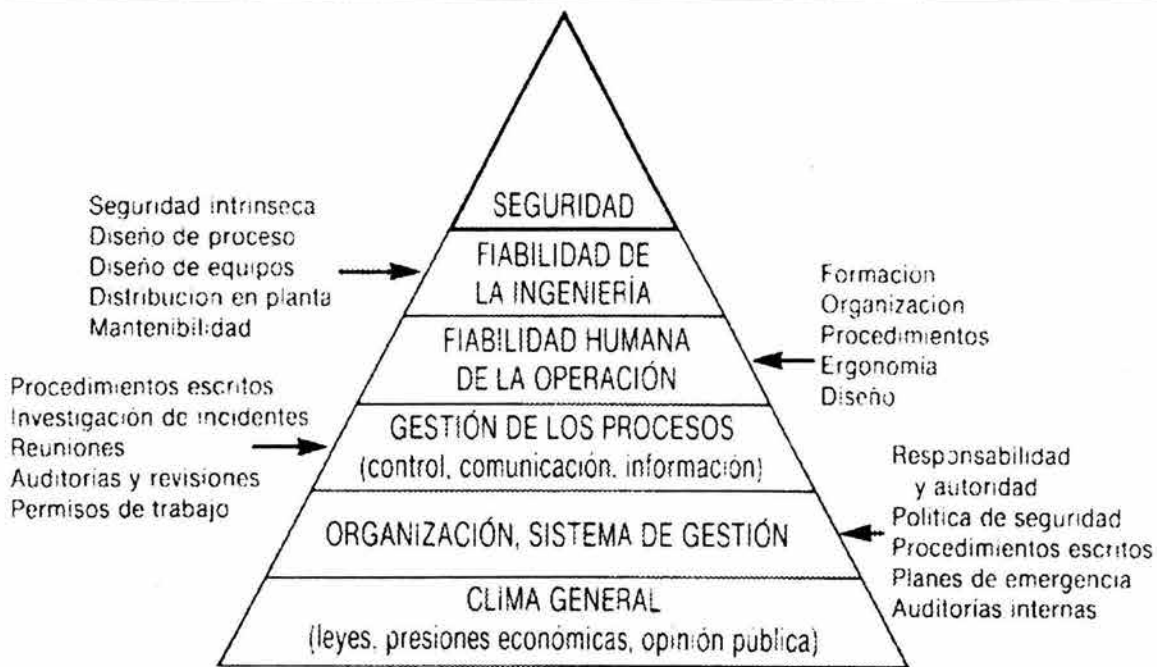 SEGURIDAD
Seguridad intrinseca
Diseño de proceso
Diseño de equipos
Distribucion en planta
Mantenibilidad
FIABILIDAD DE
LA INGENIERÍA
FIABILIDAD HUMANA
DE LA OPERACIÓN
Formacion
Organizacion
Procedimientos
Ergonomia
Diseño
Procedimientos escritos
Investigación de incidentes
Reuniones
Auditorías y revisiones
Permisos de trabajo
GESTIÓN DE LOS PROCESOS
(control, comunicación, información)
ORGANIZACIÓN, SISTEMA DE GESTIÓN
Responsabilidad
y autoridad
Politica de seguridad
Procedimientos escritos
Planes de emergencia
Auditorías internas
CLIMA GENERAL
(leyes, presiones económicas, opinión pública)